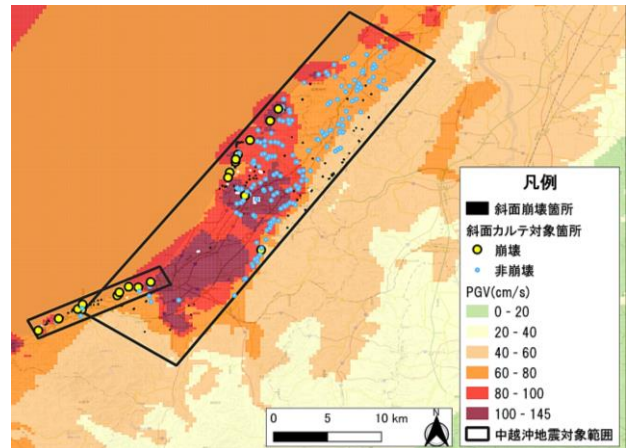 凡例
斜面崩壊箇所
斜面カルテ対象箇所
崩壊
非崩壊
PGV(cm/s)
0 - 20
20 - 40
40 - 60
60 - 80
80 - 100
100 - 145
中越沖地震対象範囲
0 5 10 km
N